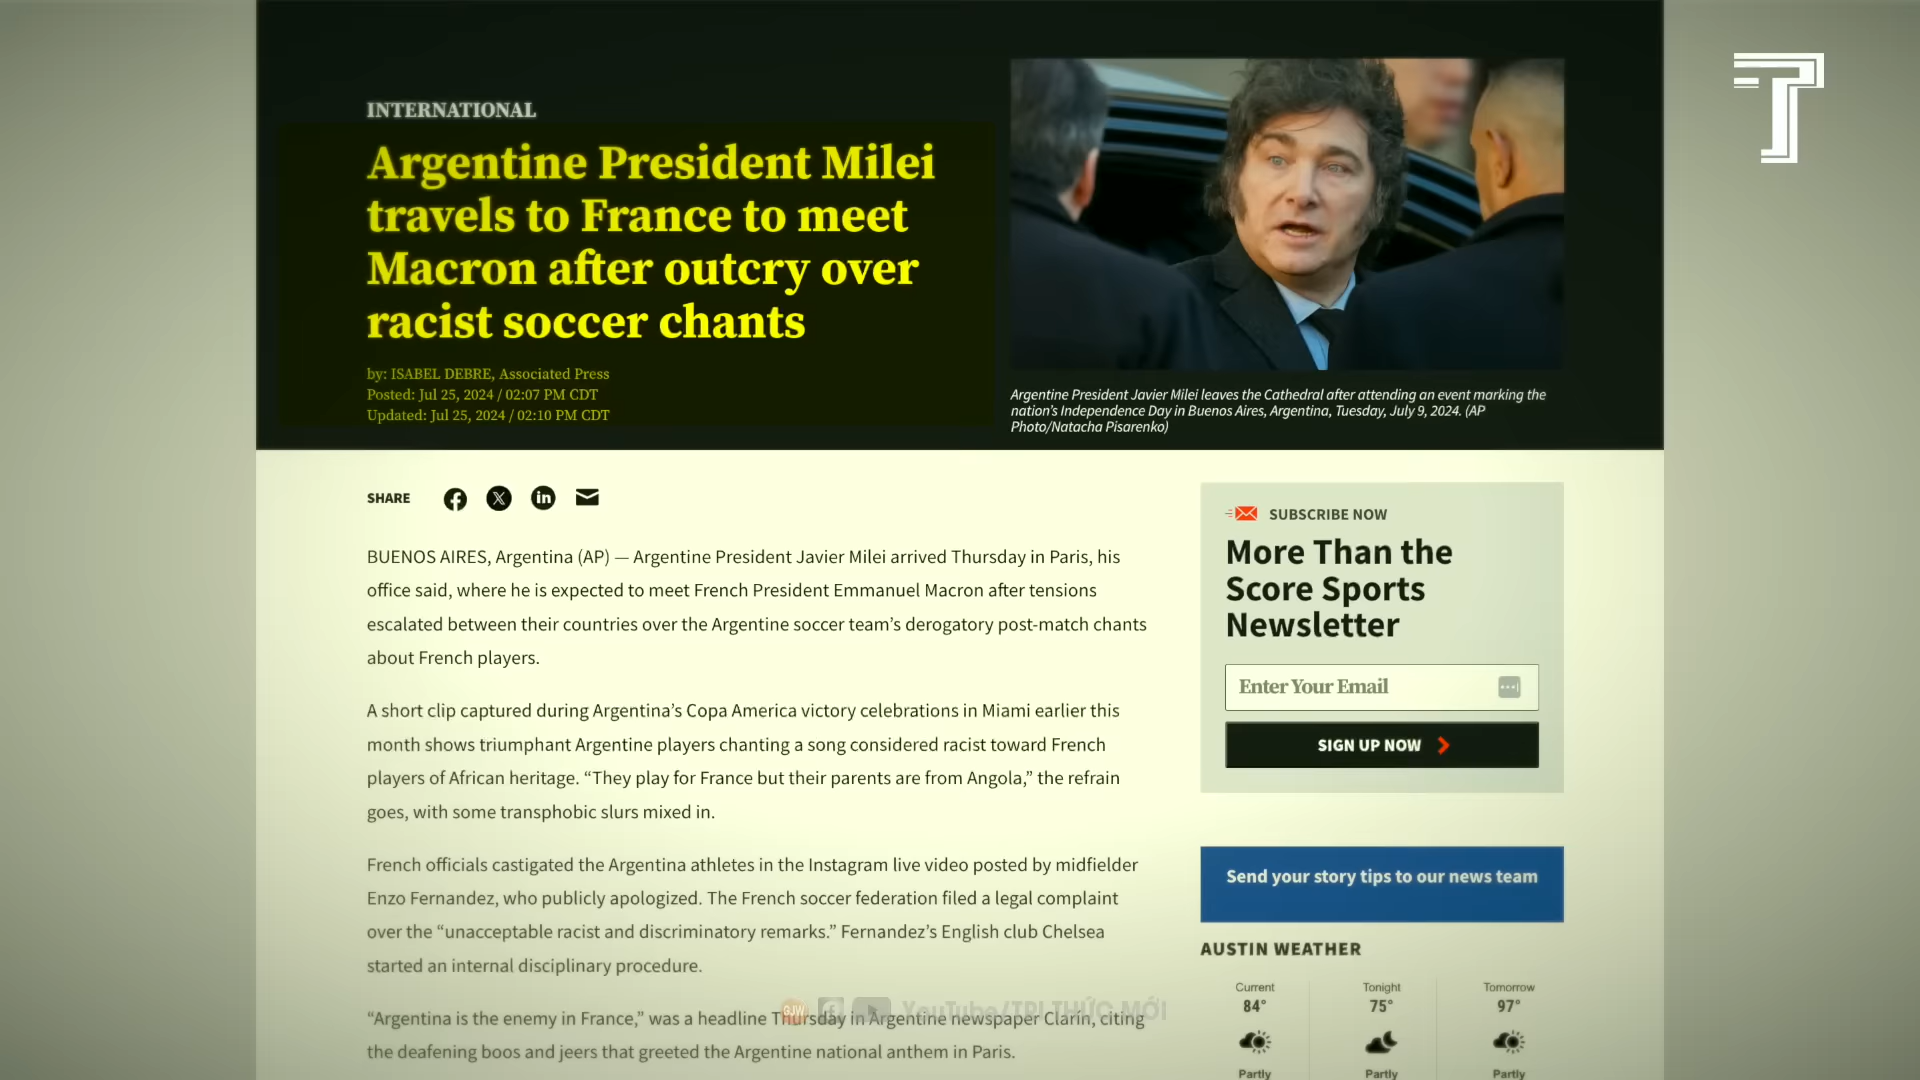 INTERNATIONAL
Argentine President Milei
travels to France to meet
Macron after outcry over
racist soccer chants
by: ISABEL DEBRE, Associated Press
Posted: Jul 25, 2024 / 02:07 PM CDT
Updated: Jul 25, 2024 / 02:10 PM CDT
Argentine President Javier Milei leaves the Cathedral after attending an event marking the
nation's Independence Day in Buenos Aires, Argentina, Tuesday, July 9, 2024. (AP
Photo/Natacha Pisarenko)
SHARE
BUENOS AIRES, Argentina (AP) — Argentine President Javier Milei arrived Thursday in Paris, his
office said, where he is expected to meet French President Emmanuel Macron after tensions
escalated between their countries over the Argentine soccer team's derogatory post-match chants
about French players.
A short clip captured during Argentina's Copa America victory celebrations in Miami earlier this
month shows triumphant Argentine players chanting a song considered racist toward French
players of African heritage. “They play for France but their parents are from Angola,” the refrain
goes, with some transphobic slurs mixed in.
French officials castigated the Argentina athletes in the Instagram live video posted by midfielder
Enzo Fernandez, who publicly apologized. The French soccer federation filed a legal complaint
over the “unacceptable racist and discriminatory remarks.” Fernandez's English club Chelsea
started an internal disciplinary procedure.
“Argentina is the enemy in France,” was a headline Thursday in Argentine newspaper Clarín, citing
the deafening boos and jeers that greeted the Argentine national anthem in Paris.
SUBSCRIBE NOW
More Than the
Score Sports
Newsletter
Enter Your Email
SIGN UP NOW
Send your story tips to our news team
AUSTIN WEATHER
Current Tonight Tomorrow
84° 75° 97°
Partly Partly Partly
GJW YouTube/TRI THỨC MỚI